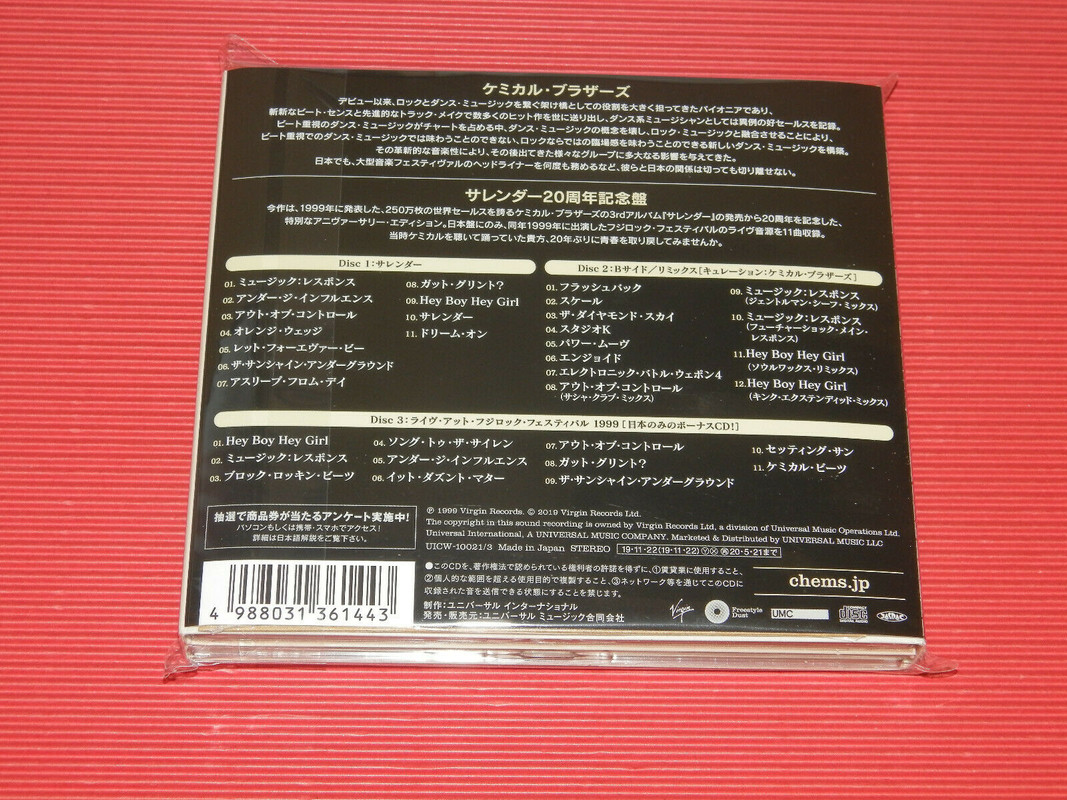 ケミカル・ブラザーズ
デビュー以来、ロックとダンス・ミュージックを繋ぐ架け橋としての役割を大きく担ってきたパイオニアであり、
斬新なビート・センスと先進的なトラック・メイクで数多くのヒット作を世に送り出し、ダンス系ミュージシャンとしては異例の好セールスを記録。
ビート重視のダンス・ミュージックがチャートを占める中、ダンス・ミュージックの概念を壊し、ロック・ミュージックと融合させることにより、
ビート重視でのダンス・ミュージックでは味わうことのできない、ロックならではの臨場感を味わうことのできる新しいダンス・ミュージックを構築。
その革新的な音楽性により、その後出てきた様々なグループに多大なる影響を与えてきた。
日本でも、大型音楽フェスティヴァルのヘッドライナーを何度も務めるなど、彼らと日本の関係は切っても切り離せない。
サレンダー20周年記念盤
今作は、1999年に発表した、250万枚の世界セールスを誇るケミカル・ブラザーズの3rdアルバム『サレンダー』の発売から20周年を記念した、
特別なアニヴァーサリー・エディション。日本盤にのみ、同年1999年に出演したフジロック・フェスティバルのライヴ音源を11曲収録。
当時ケミカルを聴いて踊っていた貴方、20年ぶりに青春を取り戻してみませんか。
Disc 1:サレンダー
01. ミュージック:レスポンス
02. アンダー・ジ・インフルエンス
03. アウト・オブ・コントロール
04. オレンジ・ウェッジ
05. レット・フォーエヴァー・ビー
06. ザ・サンシャイン・アンダーグラウンド
07. アスリープ・フロム・デイ
08. ガット・グリント?
09. Hey Boy Hey Girl
10. サレンダー
11. ドリーム・オン
Disc 2:Bサイド/リミックス[キュレーション:ケミカル・ブラザーズ]
01. フラッシュバック
02. スケール
03. ザ・ダイヤモンド・スカイ
04. スタジオK
05. パワー・ムーヴ
06. エンジョイド
07. エレクトロニック・バトル・ウェポン4
08. アウト・オブ・コントロール
(サシャ・クラブ・ミックス)
09. ミュージック:レスポンス
(ジェントルマン・シーフ・ミックス)
10. ミュージック:レスポンス
(フューチャーショック・メイン・
レスポンス)
11. Hey Boy Hey Girl
(ソウルワックス・リミックス)
12. Hey Boy Hey Girl
(キンク・エクステンディッド・ミックス)
Disc 3:ライヴ・アット・フジロック・フェスティバル 1999 [日本のみのボーナスCD!]
01. Hey Boy Hey Girl
02. ミュージック:レスポンス
03. ブロック・ロッキン・ビーツ
04. ソング・トゥ・ザ・サイレン
05. アンダー・ジ・インフルエンス
06. イット・ダズント・マター
07. アウト・オブ・コントロール
08. ガット・グリント?
09. ザ・サンシャイン・アンダーグラウンド
10. セッティング・サン
11. ケミカル・ビーツ
抽選で商品券が当たるアンケート実施中!
パソコンもしくは携帯・スマホでアクセス!
詳細は日本語解説をご覧下さい。
℗ 1999 Virgin Records. © 2019 Virgin Records Ltd.
The copyright in this sound recording is owned by Virgin Records Ltd, a division of Universal Music Operations Ltd.
Universal International, A UNIVERSAL MUSIC COMPANY. Marketed & Distributed by UNIVERSAL MUSIC LLC
UICW-10021/3 Made in Japan STEREO 19・11・22(19・11・22) Ⓨ Ⓧ 再20・5・21まで
●このCDを、著作権法で認められている権利者の許諾を得ずに、①賃貸業に使用すること、
②個人的な範囲を超える使用目的で複製すること、③ネットワーク等を通じてこのCDに
収録された音を送信できる状態にすることを禁じます。
制作:ユニバーサル インターナショナル
発売・販売元:ユニバーサル ミュージック合同会社
chems.jp
4 988031 361443
Virgin
Freestyle
Dust
UMC
COMPACT
disc
DIGITAL AUDIO
JASRAC